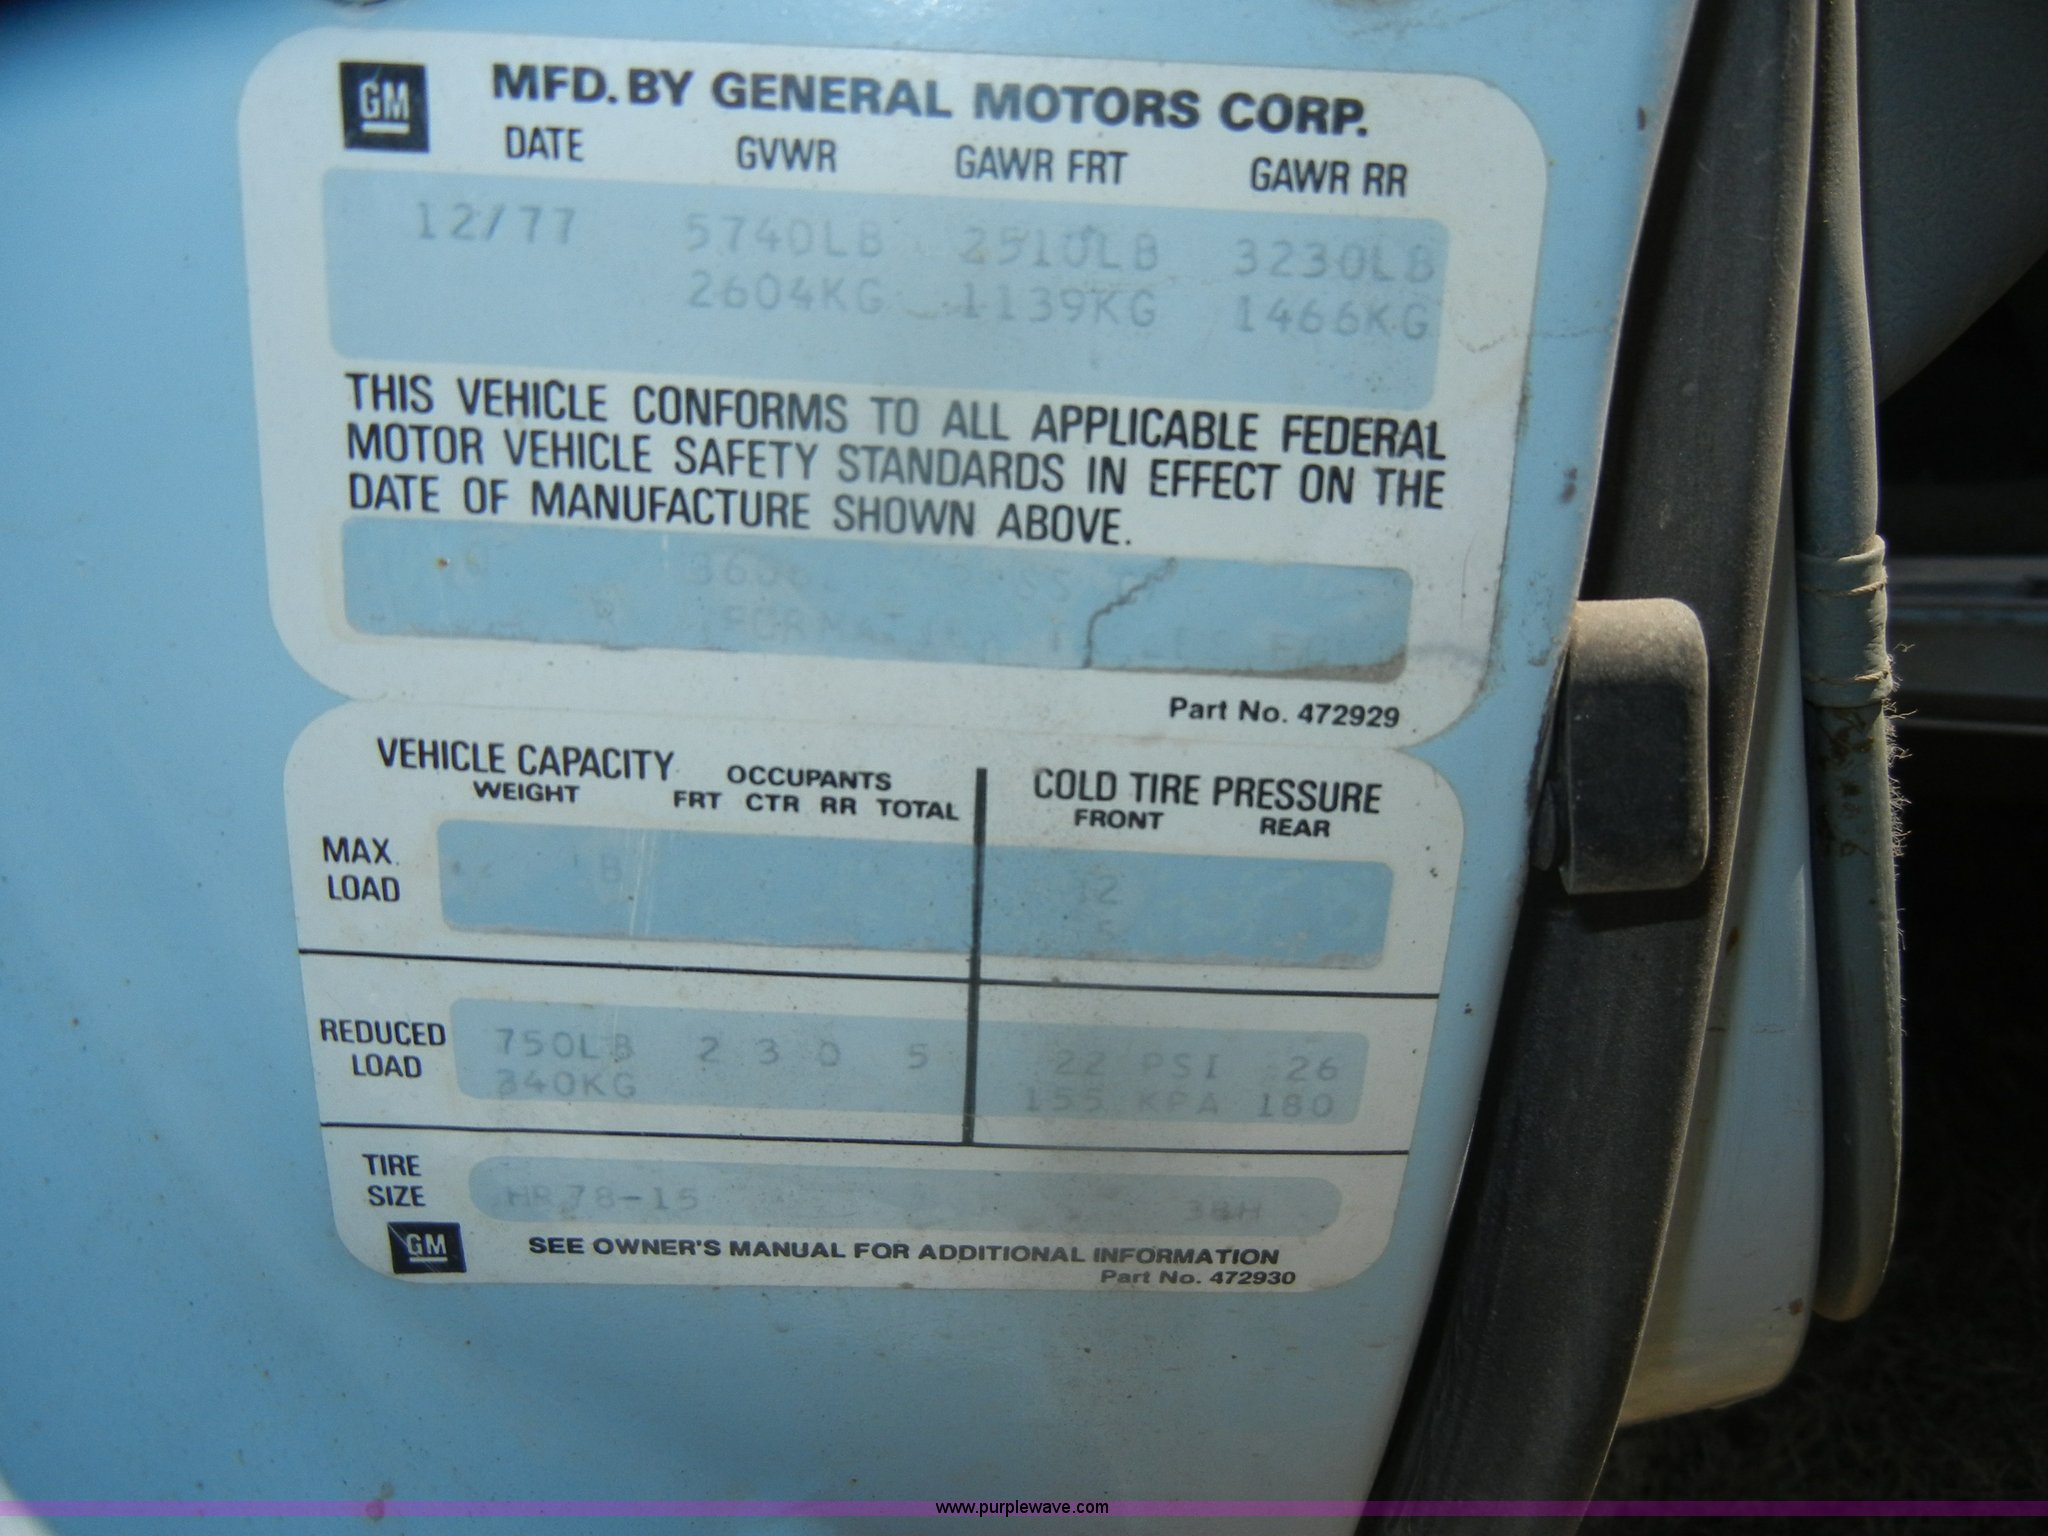 GM MFD. BY GENERAL MOTORS CORP.
DATE GVWR GAWR FRT GAWR RR
12/77 5740LB 2510LB 3230LB
2604KG 1139KG 1466KG
THIS VEHICLE CONFORMS TO ALL APPLICABLE FEDERAL
MOTOR VEHICLE SAFETY STANDARDS IN EFFECT ON THE
DATE OF MANUFACTURE SHOWN ABOVE.
Part No. 472929
VEHICLE CAPACITY COLD TIRE PRESSURE
WEIGHT OCCUPANTS FRONT REAR
FRT CTR RR TOTAL
MAX.
LOAD
REDUCED
LOAD
750LB 2 3 0 5 22 PSI 26
340KG 155 KPA 180
TIRE
SIZE
HR78-15
GM SEE OWNER'S MANUAL FOR ADDITIONAL INFORMATION
Part No. 472930
www.purplewave.com